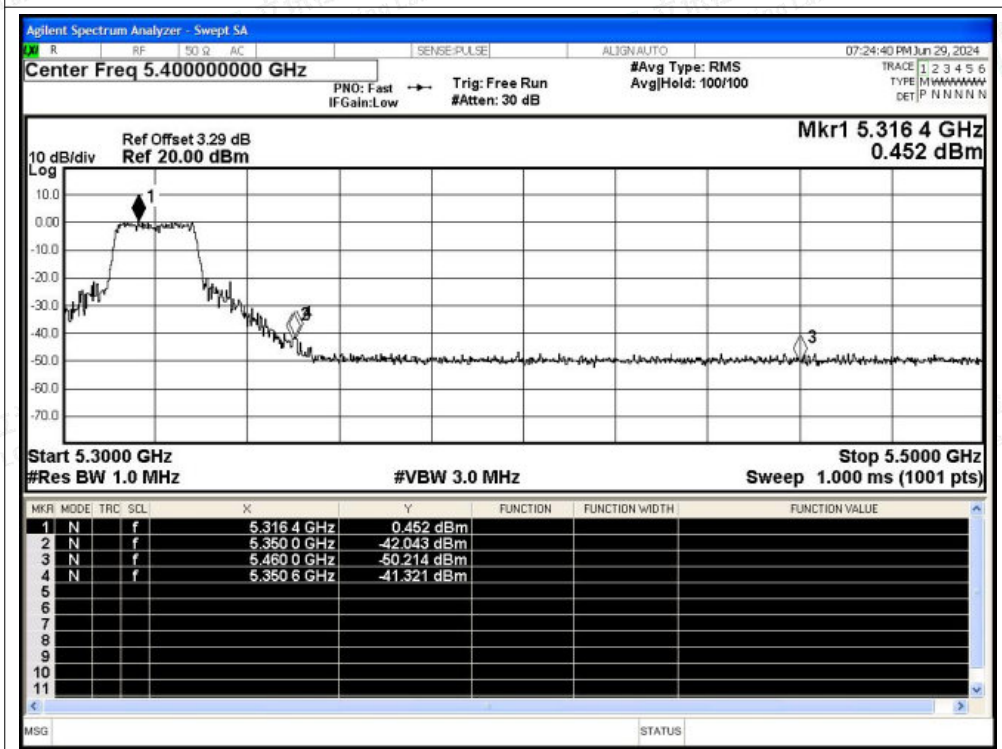 Agilent Spectrum Analyzer - Swept SA
LXI R RF 50 Ω AC SENSE:PULSE ALIGN AUTO 07:24:40 PM Jun 29, 2024
Center Freq 5.400000000 GHz
#Avg Type: RMS
TRACE 1 2 3 4 5 6
PNO: Fast Trig: Free Run Avg|Hold: 100/100
TYPE M WWWWW
IFGain:Low #Atten: 30 dB
DET P N N N N N
Mkr1 5.316 4 GHz
Ref Offset 3.29 dB
10 dB/div Ref 20.00 dBm 0.452 dBm
Log
10.0
1
0.00
-10.0
-20.0
-30.0
-40.0
3
-50.0
-60.0
-70.0
Start 5.3000 GHz Stop 5.5000 GHz
#Res BW 1.0 MHz #VBW 3.0 MHz Sweep 1.000 ms (1001 pts)
MKR MODE TRC SCL X Y FUNCTION FUNCTION WIDTH FUNCTION VALUE
1 N f 5.316 4 GHz 0.452 dBm
2 N f 5.350 0 GHz -42.043 dBm
3 N f 5.460 0 GHz -50.214 dBm
4 N f 5.350 6 GHz -41.321 dBm
5
6
7
8
9
10
11
MSG STATUS